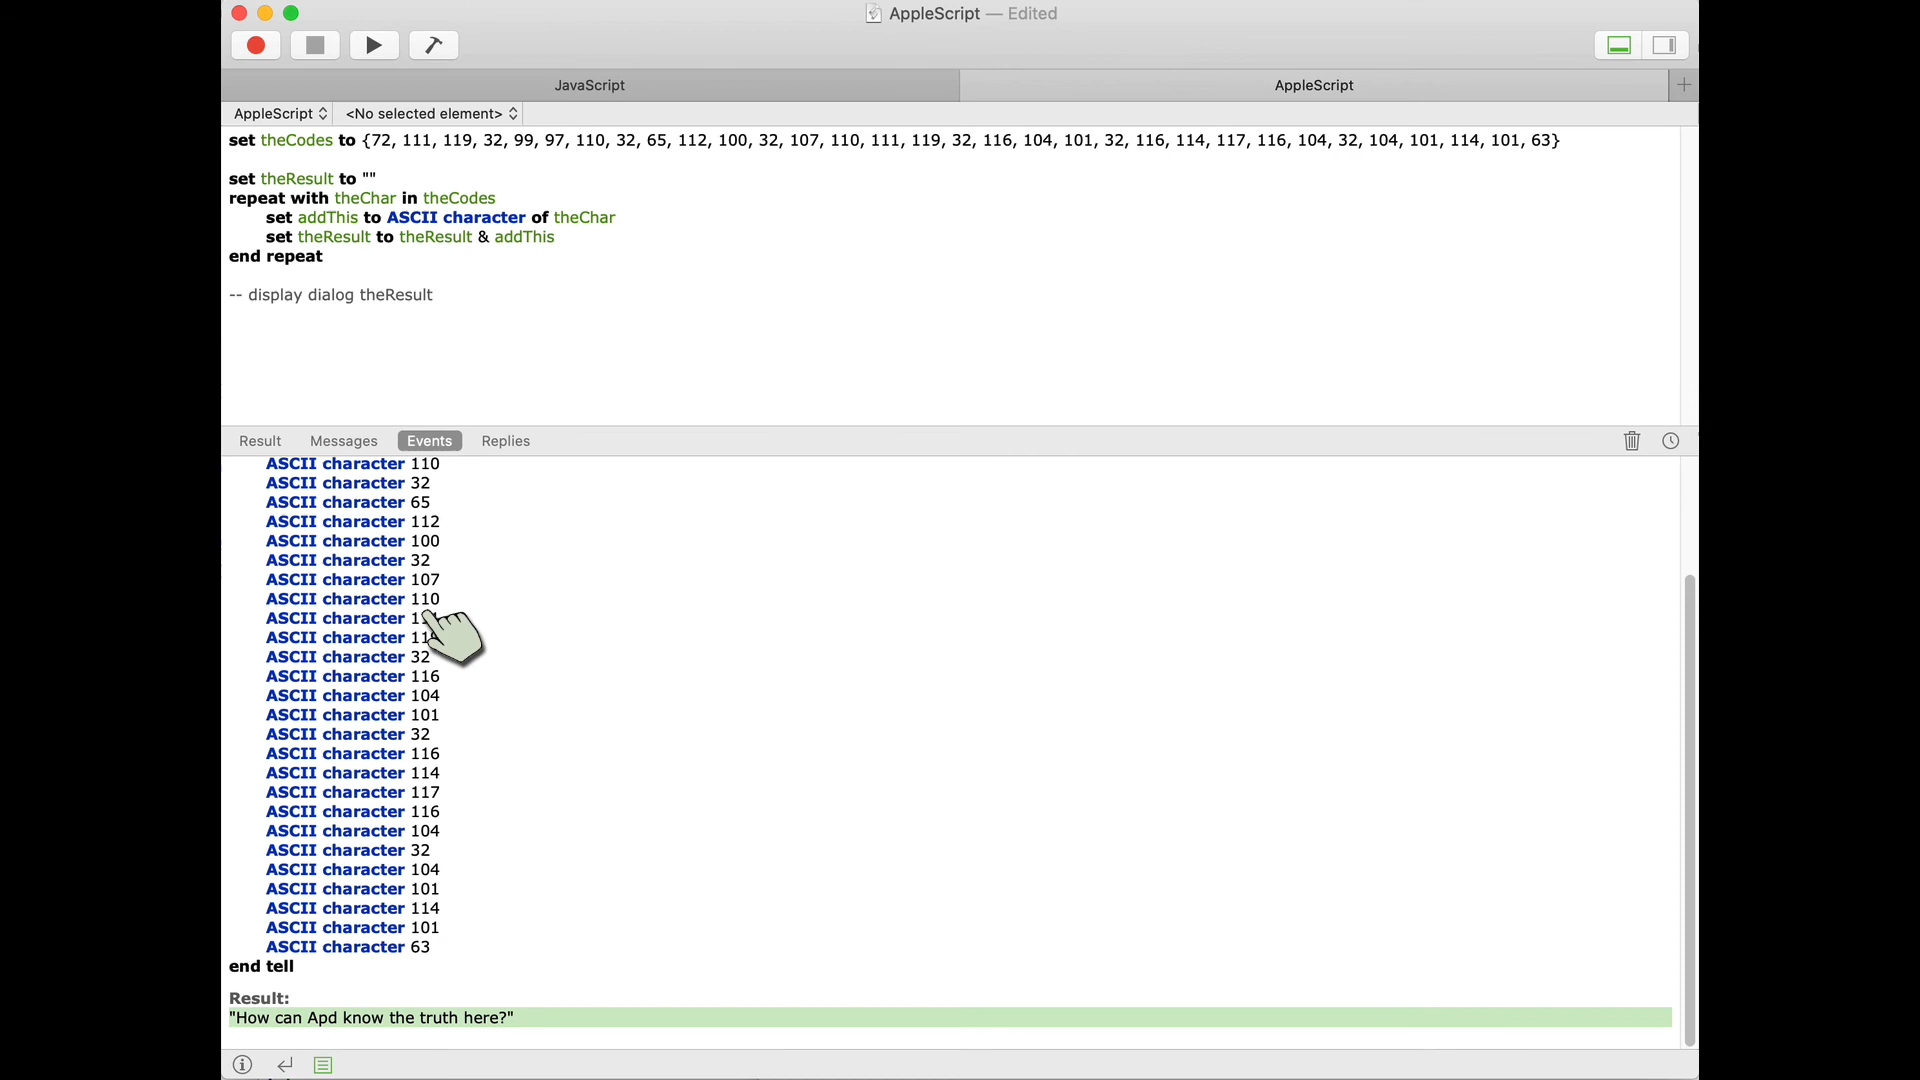 AppleScript — Edited
JavaScript
AppleScript
AppleScript
<No selected element>
set theCodes to {72, 111, 119, 32, 99, 97, 110, 32, 65, 112, 100, 32, 107, 110, 111, 119, 32, 116, 104, 101, 32, 116, 114, 117, 116, 104, 32, 104, 101, 114, 101, 63}
set theResult to ""
repeat with theChar in theCodes
set addThis to ASCII character of theChar
set theResult to theResult & addThis
end repeat
-- display dialog theResult
Result
Messages
Events
Replies
ASCII character 110
ASCII character 32
ASCII character 65
ASCII character 112
ASCII character 100
ASCII character 32
ASCII character 107
ASCII character 110
ASCII character
ASCII character 119
ASCII character 32
ASCII character 116
ASCII character 104
ASCII character 101
ASCII character 32
ASCII character 116
ASCII character 114
ASCII character 117
ASCII character 116
ASCII character 104
ASCII character 32
ASCII character 104
ASCII character 101
ASCII character 114
ASCII character 101
ASCII character 63
end tell
Result:
"How can Apd know the truth here?"